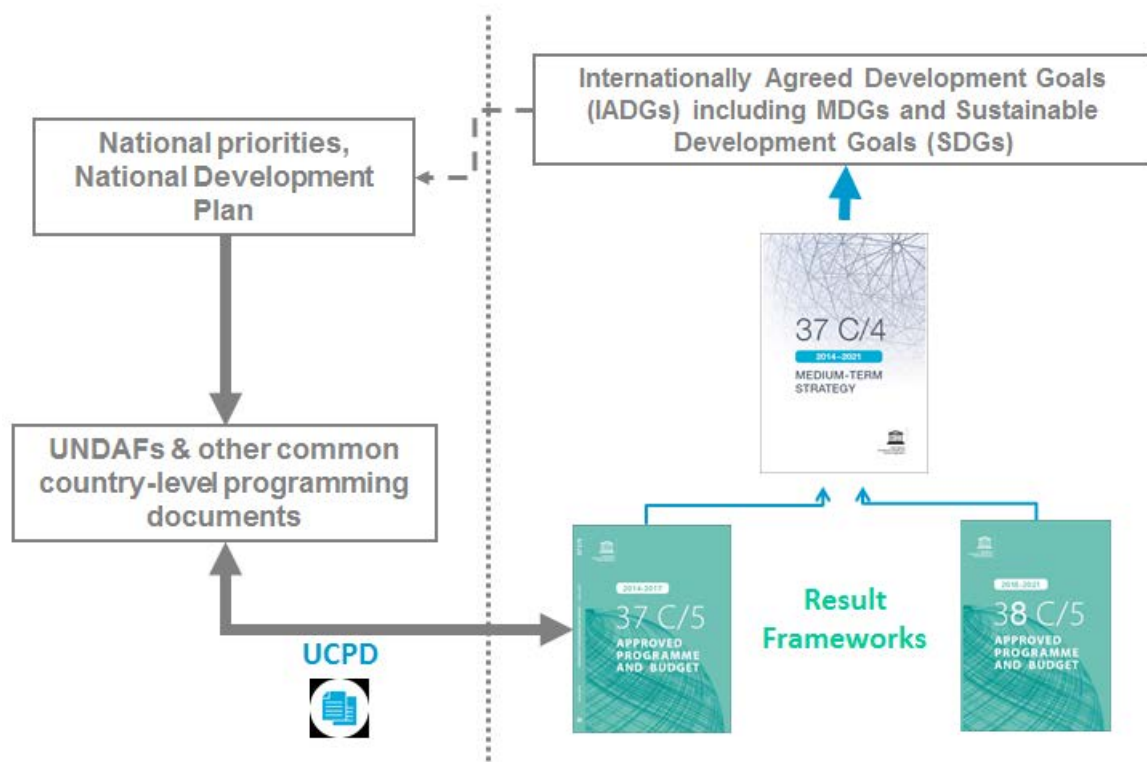 Internationally Agreed Development Goals
(IADGs) including MDGs and Sustainable
Development Goals (SDGs)
National priorities,
National Development
Plan
37 C/4
2014–2021
MEDIUM-TERM
STRATEGY
UNDAFs & other common
country-level programming
documents
2014-2017
37 C/5
APPROVED
PROGRAMME
AND BUDGET
Result
Frameworks
2018-2021
38 C/5
APPROVED
PROGRAMME
AND BUDGET
UCPD